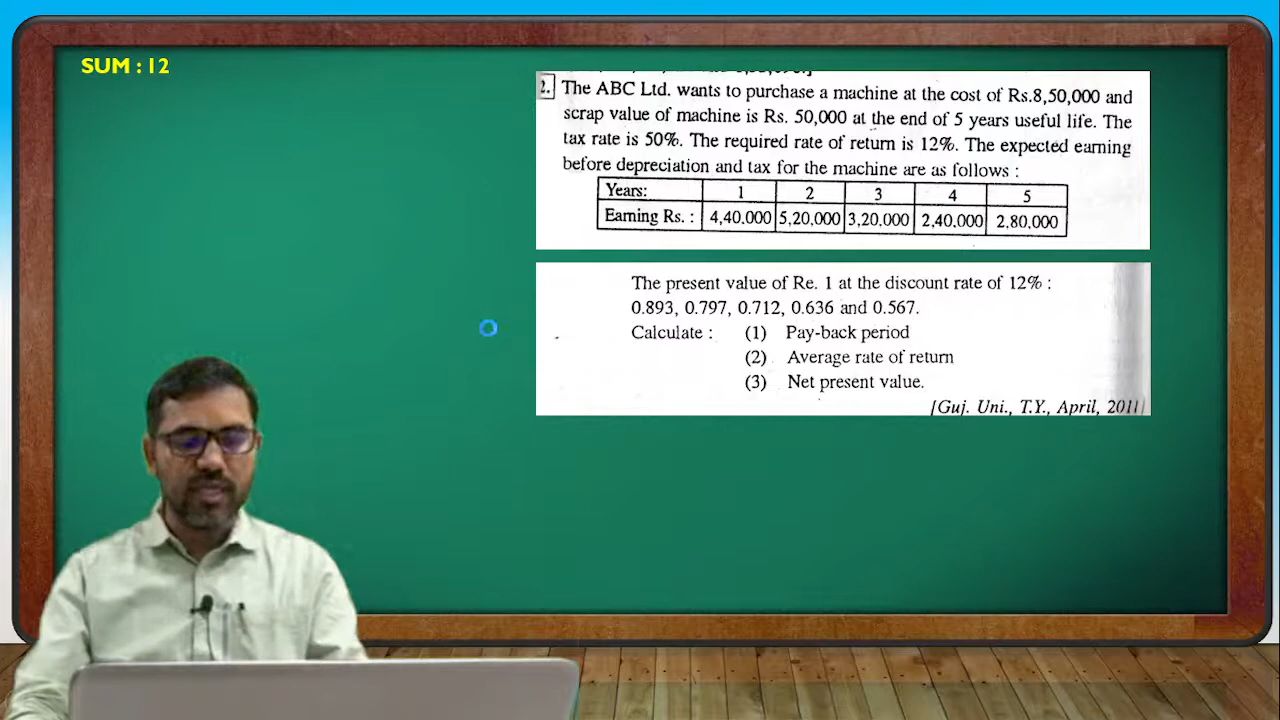 SUM : 12
2. The ABC Ltd. wants to purchase a machine at the cost of Rs.8,50,000 and
scrap value of machine is Rs. 50,000 at the end of 5 years useful life. The
tax rate is 50%. The required rate of return is 12%. The expected earning
before depreciation and tax for the machine are as follows :
Years: 1 2 3 4 5
Earning Rs. : 4,40.000 5,20,000 3,20,000 2,40.000 2,80,000
The present value of Re. 1 at the discount rate of 12% :
0.893, 0.797, 0.712, 0.636 and 0.567.
Calculate : (1) Pay-back period
(2) Average rate of return
(3) Net present value.
[Guj. Uni., T.Y., April, 2011]